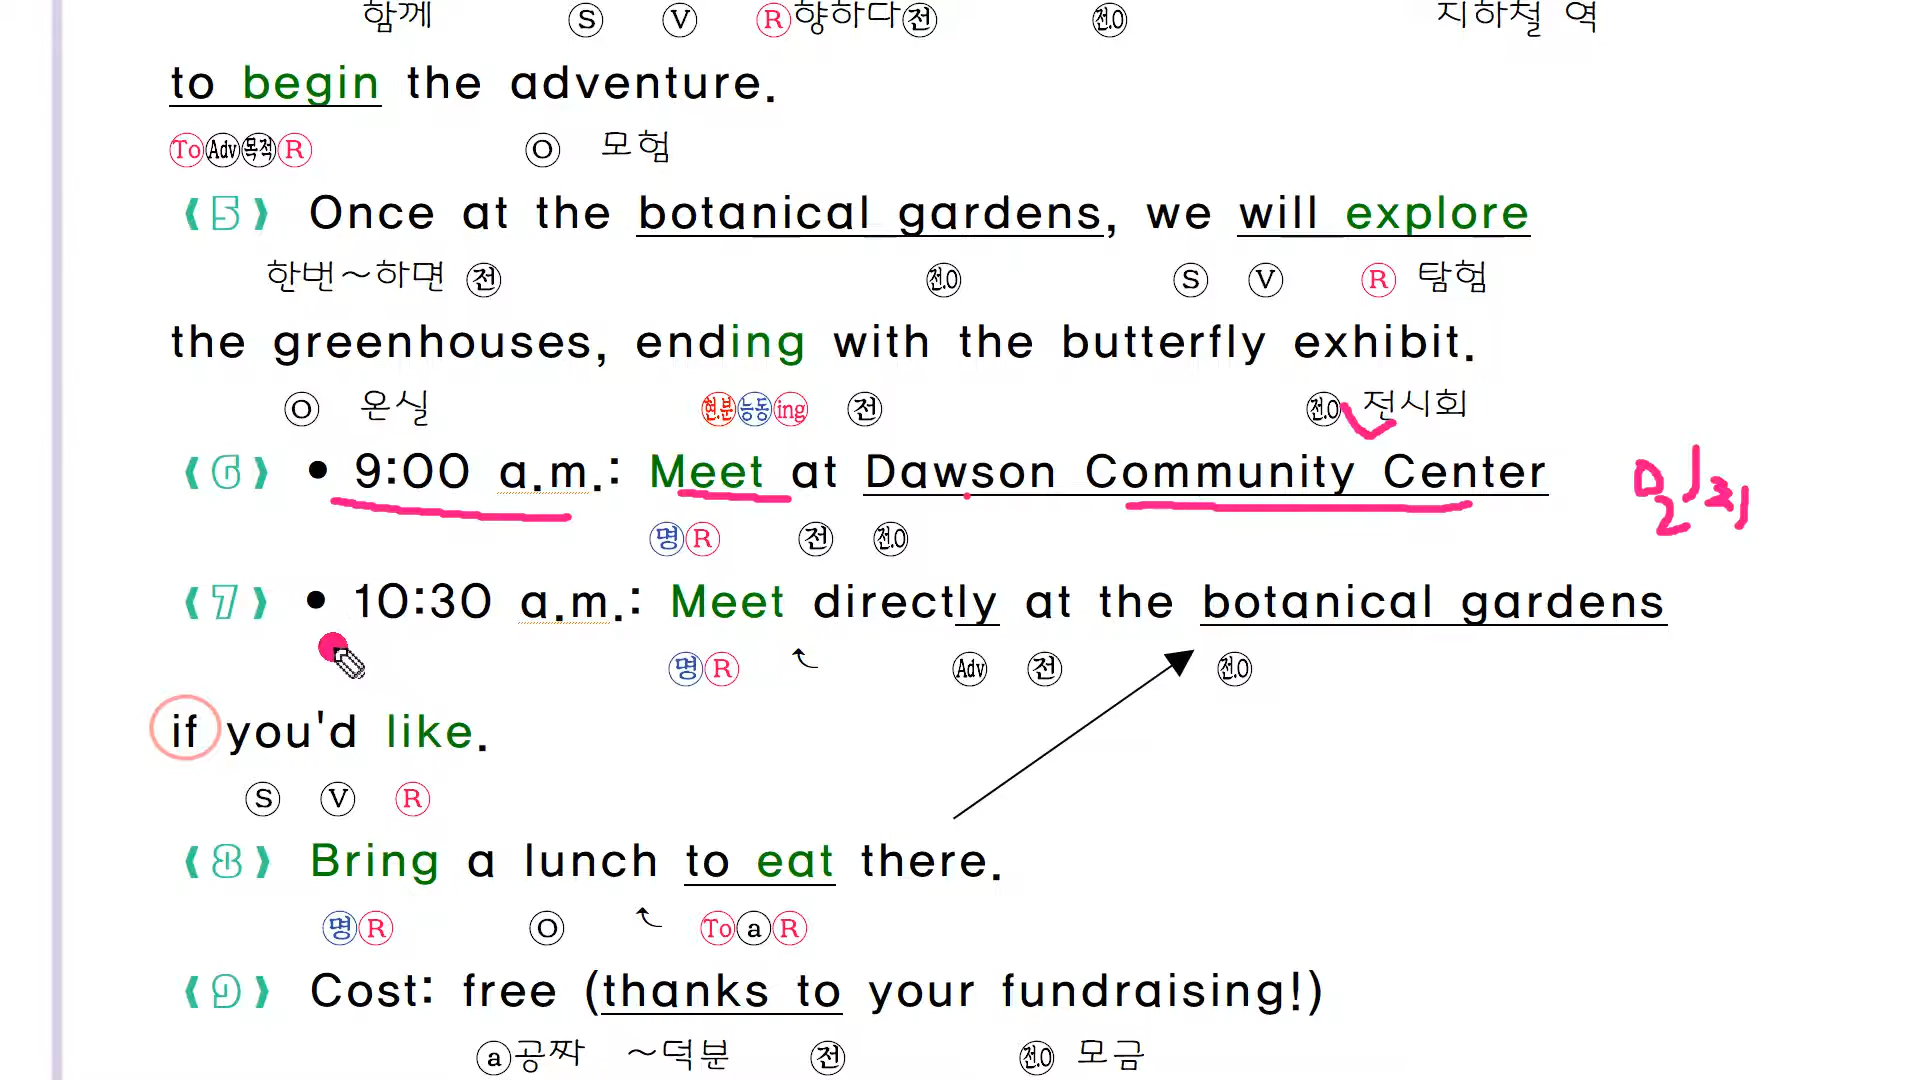 함께 S V R 향하다 전 전.O 지하철 역
to begin the adventure.
To Adv 목적 R O 모험
(5) Once at the botanical gardens, we will explore
한번~하면 전 전.O S V R 탐험
the greenhouses, ending with the butterfly exhibit.
O 온실 현.분 능동 ing 전 전.O 전시회
(6) • 9:00 a.m.: Meet at Dawson Community Center
명 R 전 전.O
(7) • 10:30 a.m.: Meet directly at the botanical gardens
명 R Adv 전 전.O
if you'd like.
S V R
(8) Bring a lunch to eat there.
명 R O To a R
(9) Cost: free (thanks to your fundraising!)
a 공짜 ~덕분 전 전.O 모금